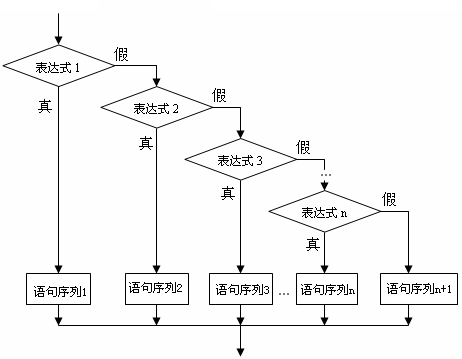 表达式 1
假
真
表达式 2
假
真
表达式 3
假
真
...
表达式 n
假
真
语句序列1
语句序列2
语句序列3
...
语句序列n
语句序列n+1